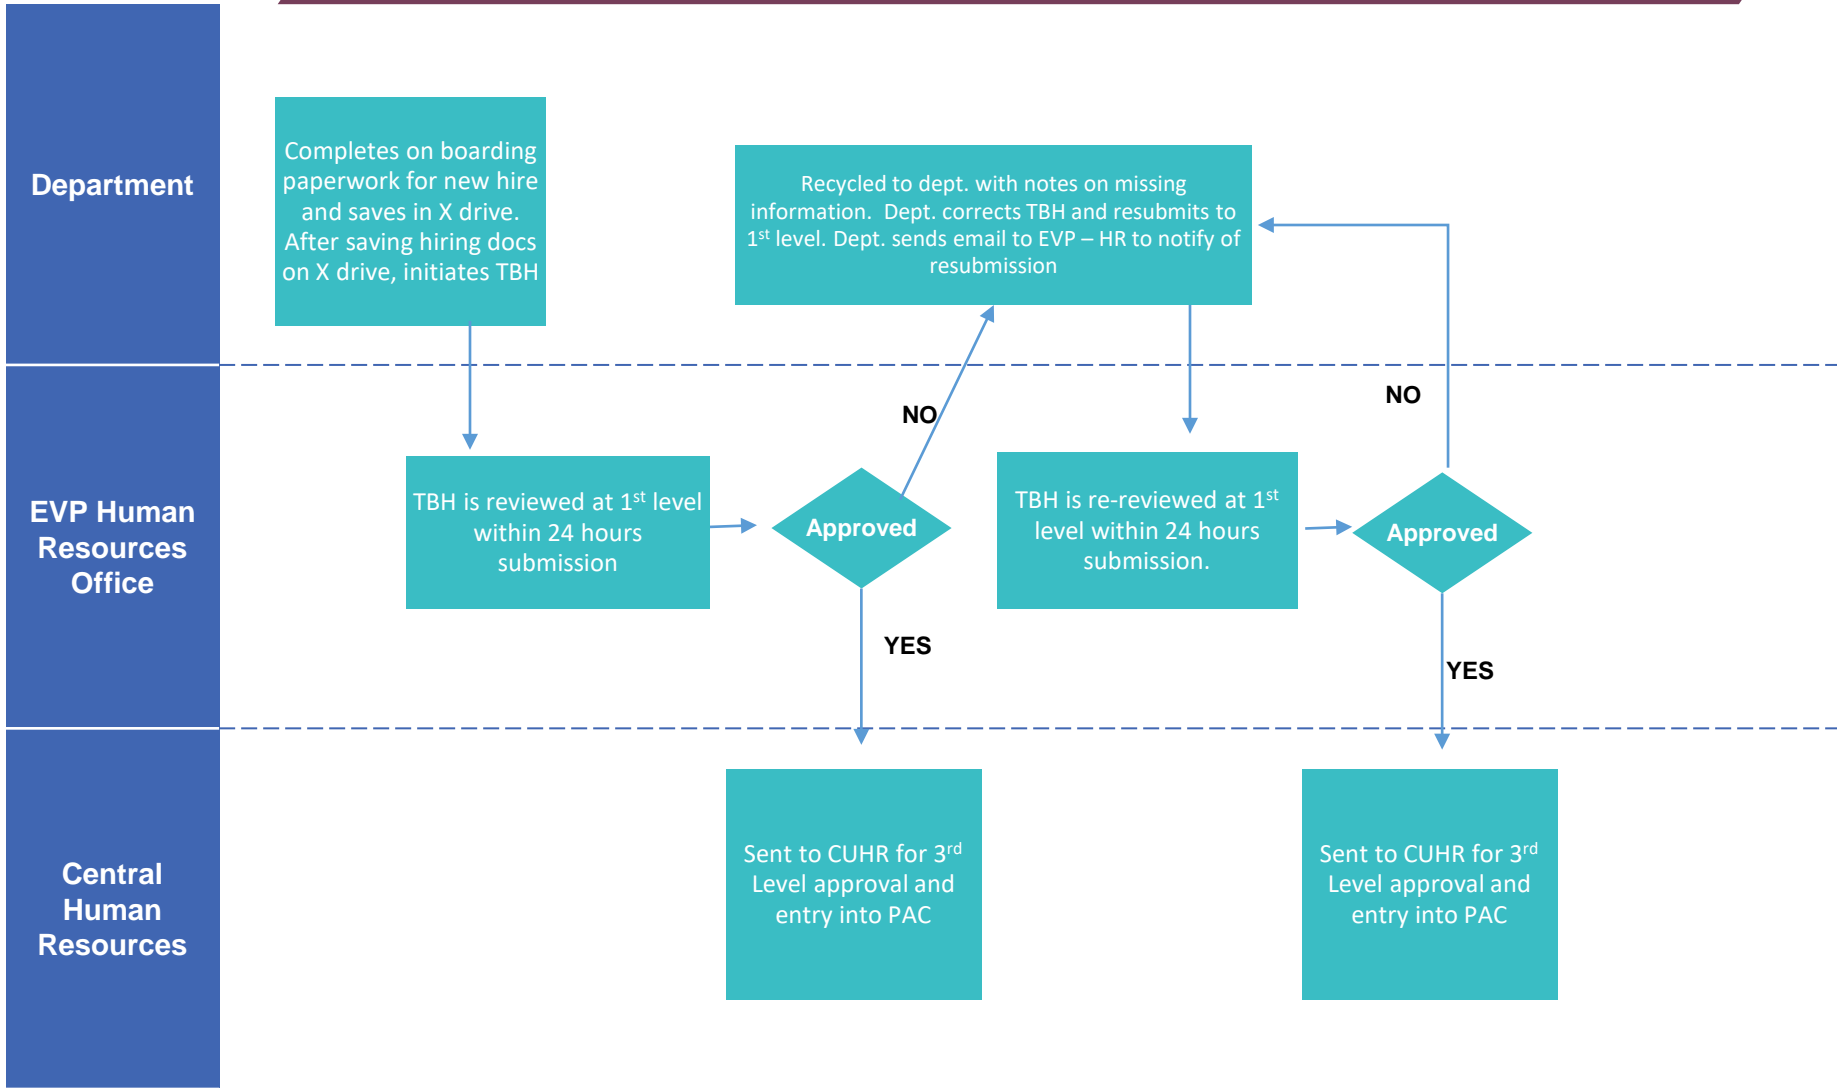 Department
Completes on boarding
paperwork for new hire
and saves in X drive.
After saving hiring docs
on X drive, initiates TBH
Recycled to dept. with notes on missing
information.  Dept. corrects TBH and resubmits to
1st level. Dept. sends email to EVP – HR to notify of
resubmission
NO
NO
EVP Human
Resources
Office
TBH is reviewed at 1st level
within 24 hours
submission
Approved
TBH is re-reviewed at 1st
level within 24 hours
submission.
Approved
YES
YES
Central
Human
Resources
Sent to CUHR for 3rd
Level approval and
entry into PAC
Sent to CUHR for 3rd
Level approval and
entry into PAC